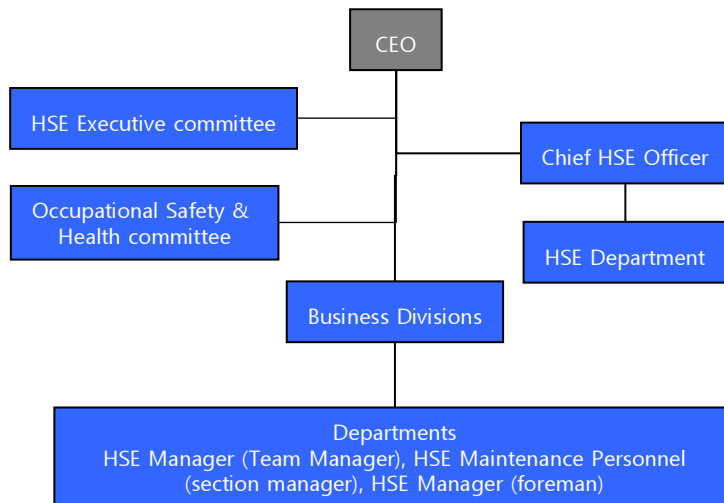 CEO
HSE Executive committee
Chief HSE Officer
Occupational Safety &
Health committee
HSE Department
Business Divisions
Departments
HSE Manager (Team Manager), HSE Maintenance Personnel
(section manager), HSE Manager (foreman)